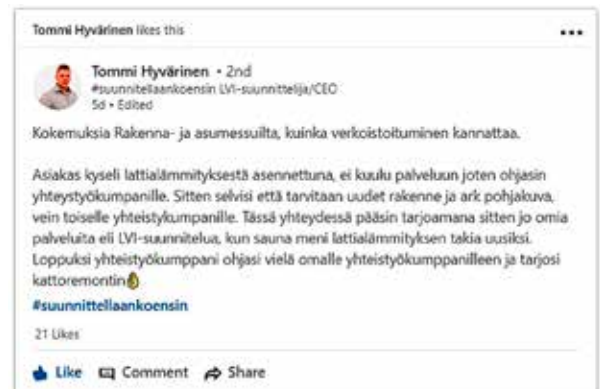 Tommi Hyvärinen likes this
Tommi Hyvärinen • 2nd
#suunnitellaankoensin LVI-suunnittelija/CEO
5d • Edited
Kokemuksia Rakenna- ja asumessuilta, kuinka verkoistoituminen kannattaa.
Asiakas kyseli lattialämmityksestä asennettuna, ei kuulu palveluun joten ohjasin
yhteystyökumpanille. Sitten selvisi että tarvitaan uudet rakenne ja ark pohjakuva,
vein toiselle yhteistykumpanille. Tässä yhteydessä pääsin tarjoamana sitten jo omia
palveluita eli LVI-suunnitelua, kun sauna meni lattialämmityksen takia uusiksi.
Loppuksi yhteistyökumppani ohjasi vielä omalle yhteistyökumppanilleen ja tarjosi
kattoremontin
#suunnittellaankoensin
21 Likes
Like Comment Share